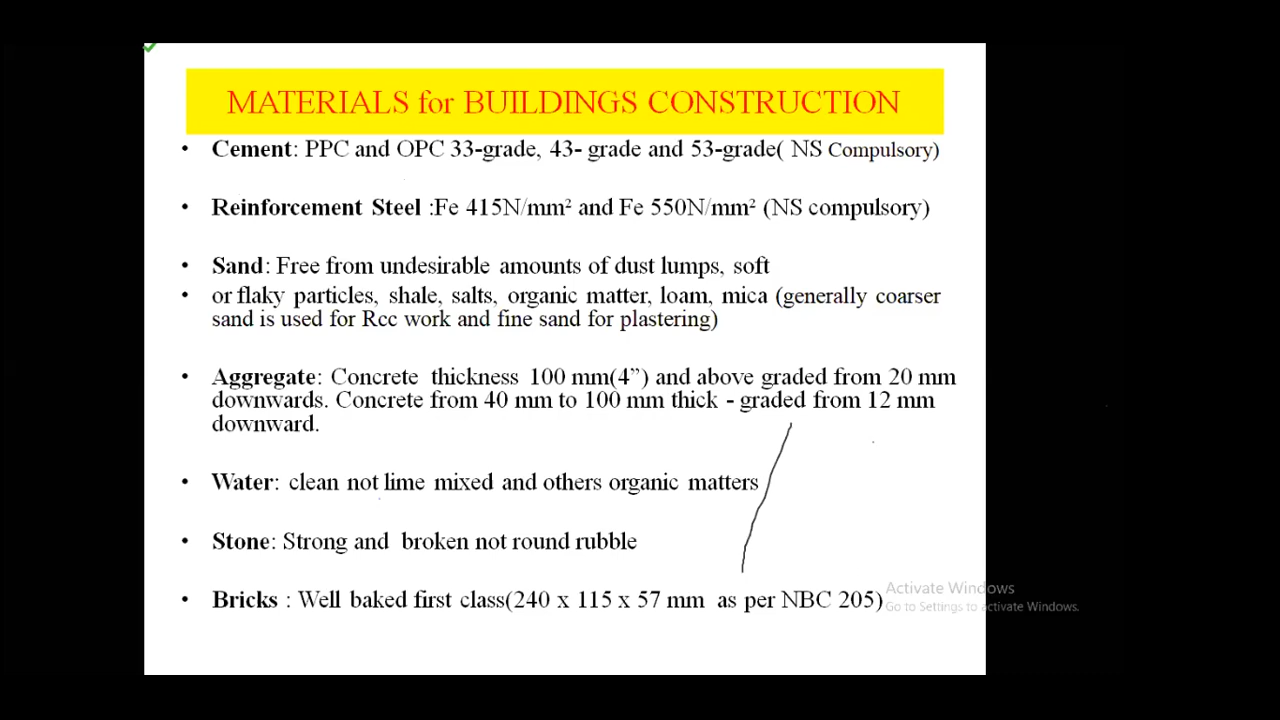 MATERIALS for BUILDINGS CONSTRUCTION
• Cement: PPC and OPC 33-grade, 43- grade and 53-grade( NS Compulsory)
• Reinforcement Steel :Fe 415N/mm² and Fe 550N/mm² (NS compulsory)
• Sand: Free from undesirable amounts of dust lumps, soft
• or flaky particles, shale, salts, organic matter, loam, mica (generally coarser
sand is used for Rcc work and fine sand for plastering)
• Aggregate: Concrete thickness 100 mm(4”) and above graded from 20 mm
downwards. Concrete from 40 mm to 100 mm thick - graded from 12 mm
downward.
• Water: clean not lime mixed and others organic matters
• Stone: Strong and broken not round rubble
• Bricks : Well baked first class(240 x 115 x 57 mm as per NBC 205)
Activate Windows
Go to Settings to activate Windows.